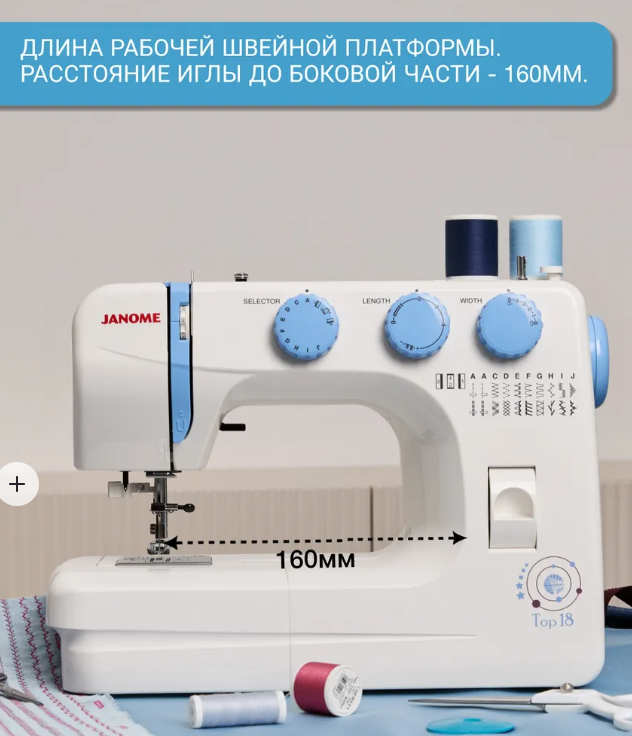 ДЛИНА РАБОЧЕЙ ШВЕЙНОЙ ПЛАТФОРМЫ.
РАССТОЯНИЕ ИГЛЫ ДО БОКОВОЙ ЧАСТИ - 160ММ.
JANOME
SELECTOR
LENGTH
WIDTH
A A C D E F G H I J
160мм
Top 18